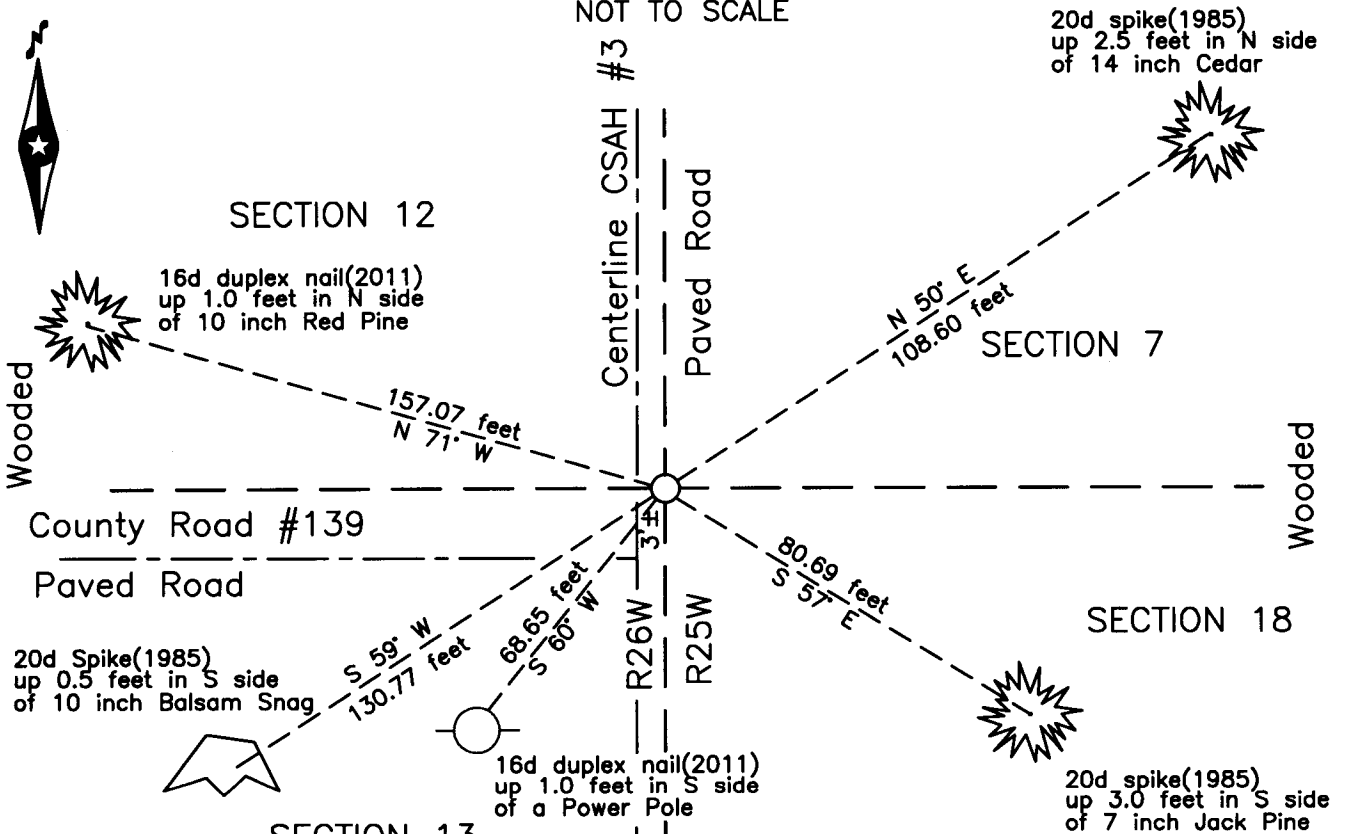 NOT TO SCALE
N
20d spike(1985)
up 2.5 feet in N side
of 14 inch Cedar
Centerline CSAH #3
Paved Road
SECTION 12
16d duplex nail(2011)
up 1.0 feet in N side
of 10 inch Red Pine
Wooded
157.07 feet
N 71° W
N 50° E
108.60 feet
SECTION 7
Wooded
County Road #139
Paved Road
80.69 feet
S 57° E
SECTION 18
S 59° W
130.77 feet
68.65 feet
S 60° W
R26W
R25W
20d Spike(1985)
up 0.5 feet in S side
of 10 inch Balsam Snag
16d duplex nail(2011)
up 1.0 feet in S side
of a Power Pole
20d spike(1985)
up 3.0 feet in S side
of 7 inch Jack Pine
SECTION 13